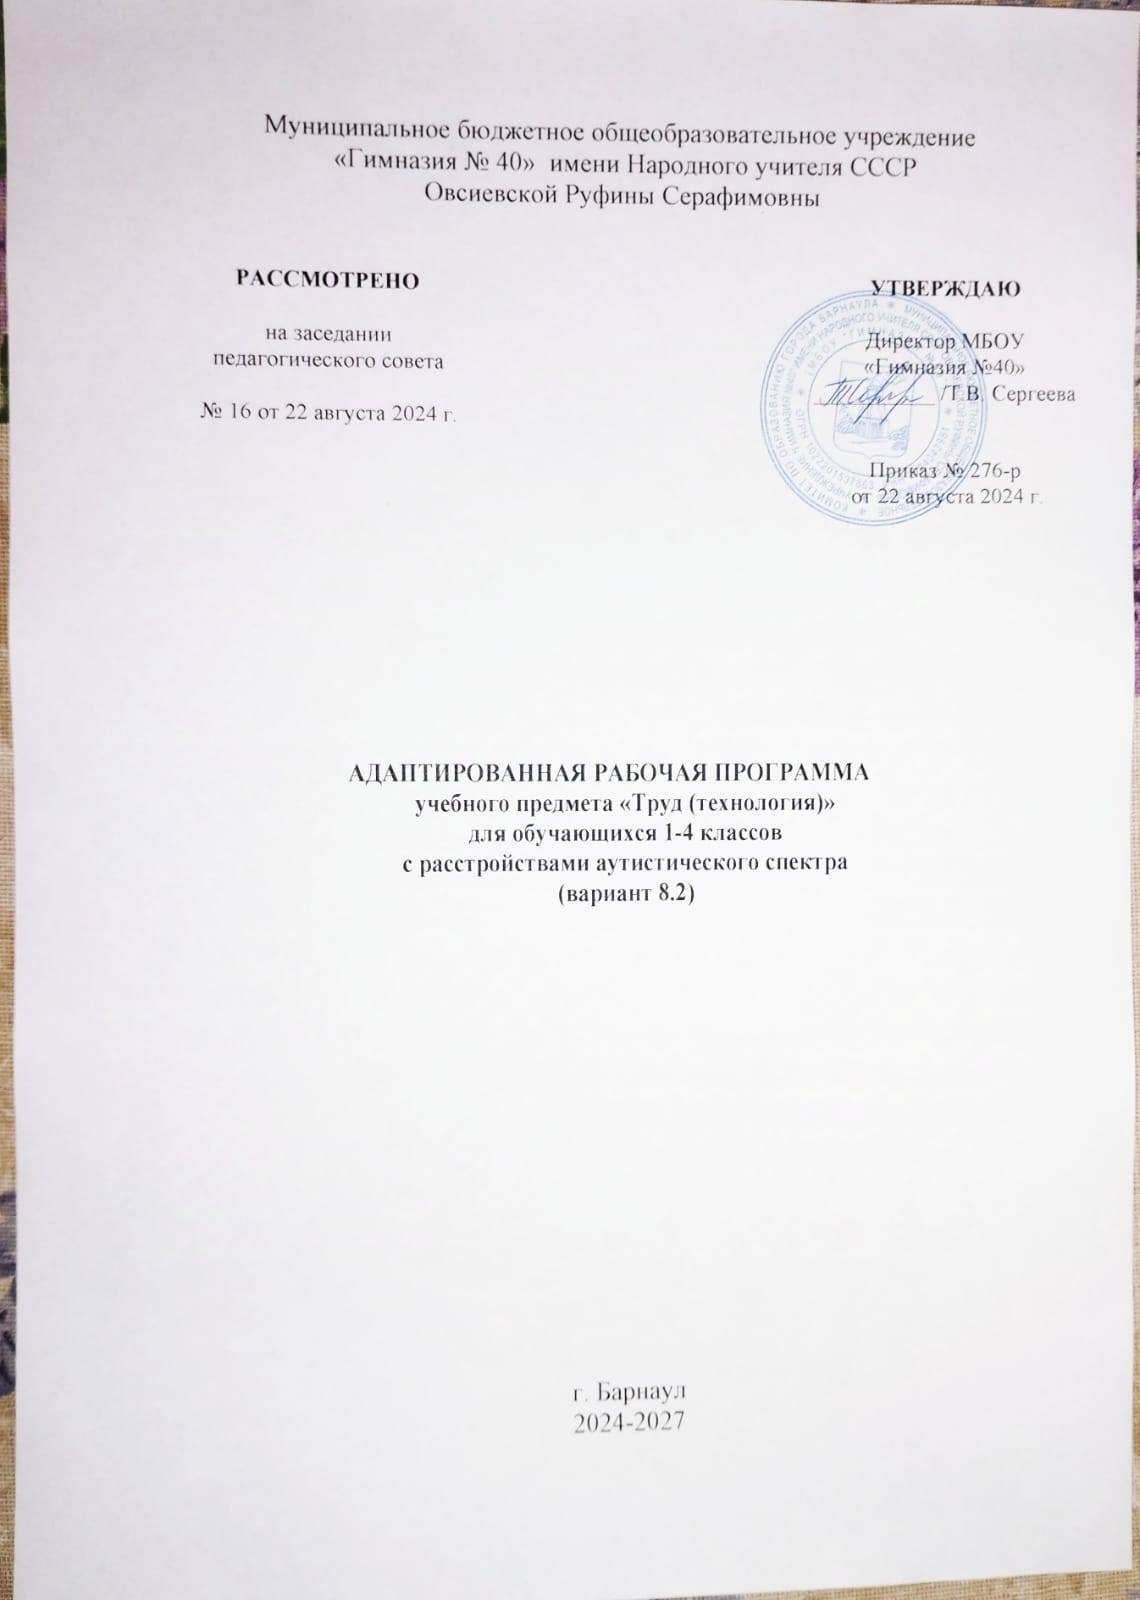 Муниципальное бюджетное общеобразовательное учреждение
«Гимназия № 40» имени Народного учителя СССР
Овсиевской Руфины Серафимовны
РАССМОТРЕНО
на заседании
педагогического совета
№ 16 от 22 августа 2024 г.
УТВЕРЖДАЮ
Директор МБОУ
«Гимназия №40»
/Т.В. Сергеева
Приказ № 276-р
от 22 августа 2024 г.
АДАПТИРОВАННАЯ РАБОЧАЯ ПРОГРАММА
учебного предмета «Труд (технология)»
для обучающихся 1-4 классов
с расстройствами аутистического спектра
(вариант 8.2)
г. Барнаул
2024-2027